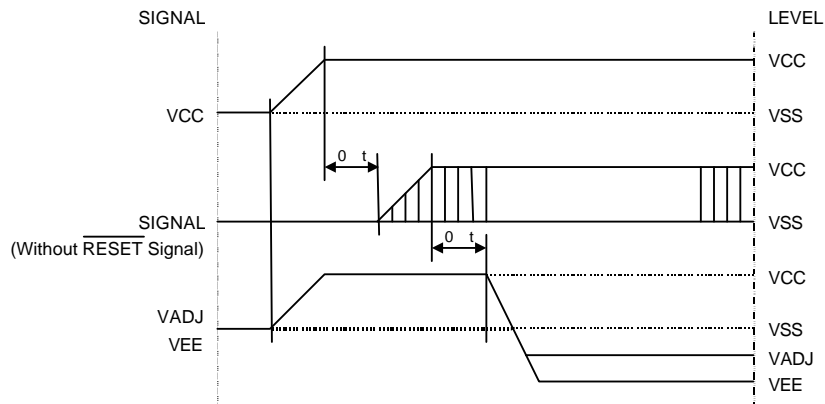 SIGNAL LEVEL
VCC
VCC VSS
0 t
VCC
SIGNAL VSS
(Without RESET Signal)
0 t
VCC
VADJ VSS
VEE
VADJ
VEE